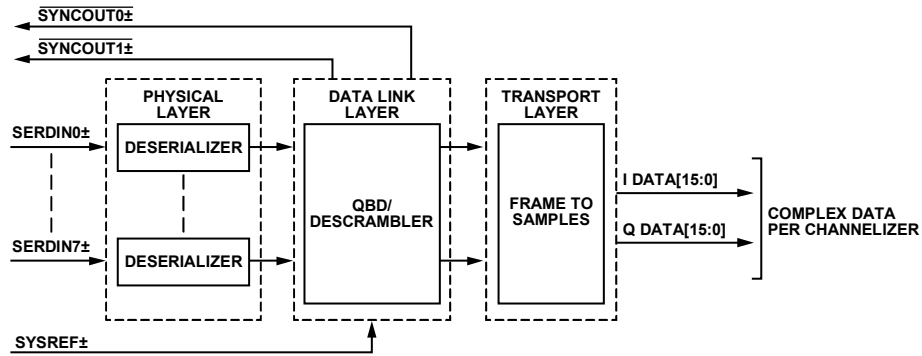 SYNCOUT0±
SYNCOUT1±
PHYSICAL
LAYER
DATA LINK
LAYER
TRANSPORT
LAYER
SERDIN0±
DESERIALIZER
QBD/
DESCRAMBLER
FRAME TO
SAMPLES
I DATA[15:0]
Q DATA[15:0]
COMPLEX DATA
PER CHANNELIZER
SERDIN7±
DESERIALIZER
SYSREF±